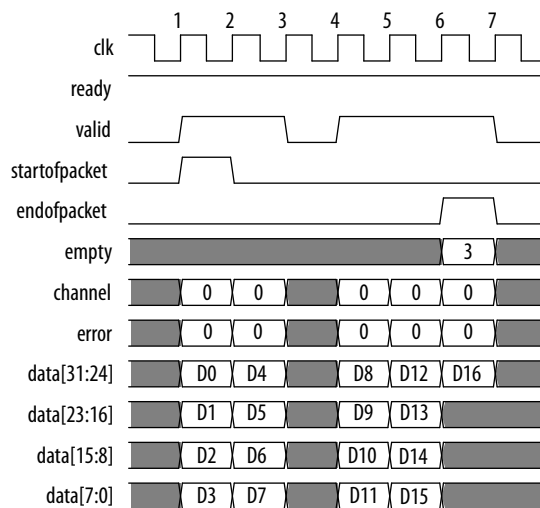 1 2 3 4 5 6 7
clk
ready
valid
startofpacket
endofpacket
empty 3
channel 0 0 0 0 0
error 0 0 0 0 0
data[31:24] D0 D4 D8 D12 D16
data[23:16] D1 D5 D9 D13
data[15:8] D2 D6 D10 D14
data[7:0] D3 D7 D11 D15